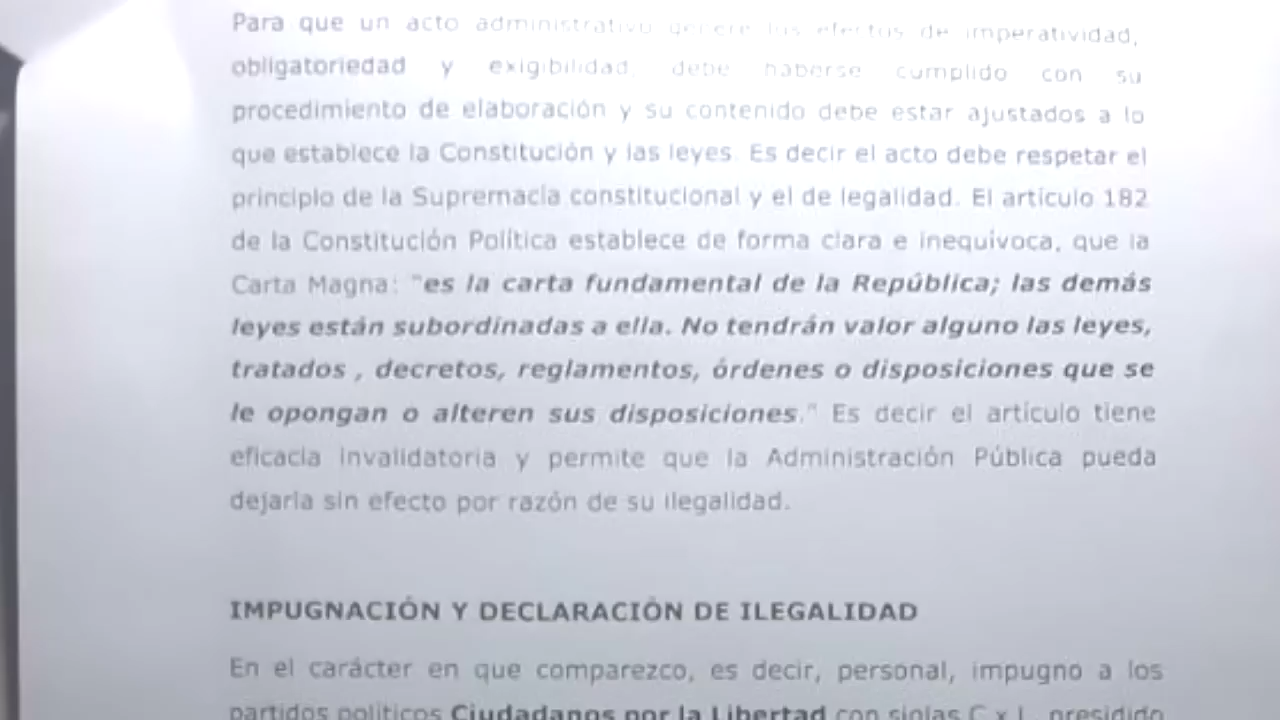 Para que un acto administrativo genere los efectos de imperatividad,
obligatoriedad y exigibilidad, debe haberse cumplido con su
procedimiento de elaboración y su contenido debe estar ajustados a lo
que establece la Constitución y las leyes. Es decir el acto debe respetar el
principio de la Supremacía constitucional y el de legalidad. El artículo 182
de la Constitución Política establece de forma clara e inequívoca, que la
Carta Magna: "es la carta fundamental de la República; las demás
leyes están subordinadas a ella. No tendrán valor alguno las leyes,
tratados , decretos, reglamentos, órdenes o disposiciones que se
le opongan o alteren sus disposiciones." Es decir el artículo tiene
eficacia invalidatoria y permite que la Administración Pública pueda
dejarla sin efecto por razón de su ilegalidad.
IMPUGNACIÓN Y DECLARACIÓN DE ILEGALIDAD
En el carácter en que comparezco, es decir, personal, impugno a los
partidos políticos Ciudadanos por la Libertad con siglas C x L, presidido